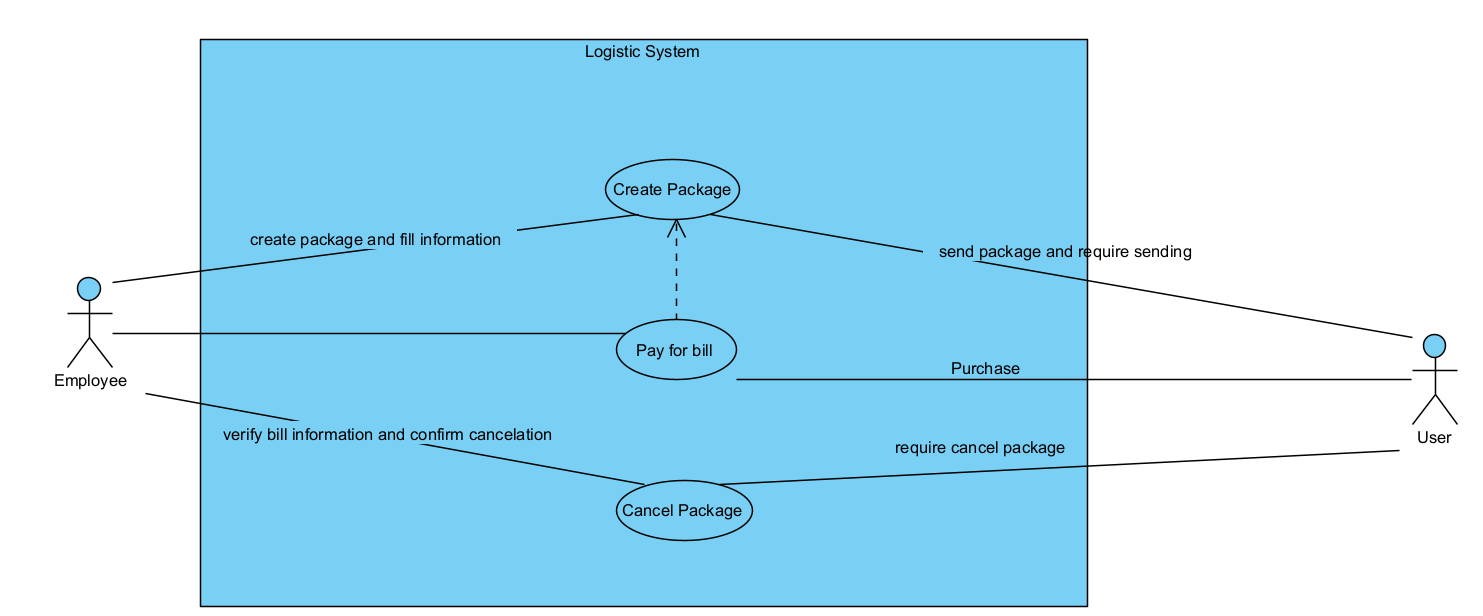 Logistic System
Create Package
create package and fill information
send package and require sending
Pay for bill
Purchase
Employee
User
verify bill information and confirm cancelation
require cancel package
Cancel Package